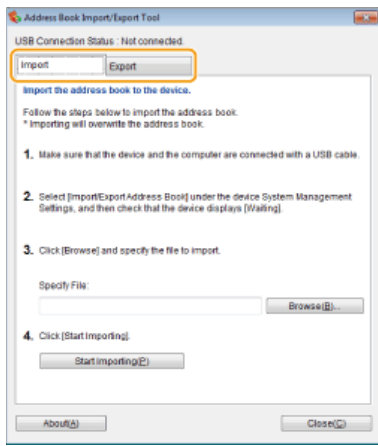 Address Book Import/Export Tool
USB Connection Status : Not connected.
Import
Export
Import the address book to the device.
Follow the steps below to import the address book.
* Importing will overwrite the address book.
1. Make sure that the device and the computer are connected with a USB cable.
2. Select [Import/Export Address Book] under the device System Management
Settings, and then check that the device displays [Waiting].
3. Click [Browse] and specify the file to import.
Specify File:
Browse(B)...
4. Click [Start Importing].
Start Importing(P)
About(A)
Close(C)